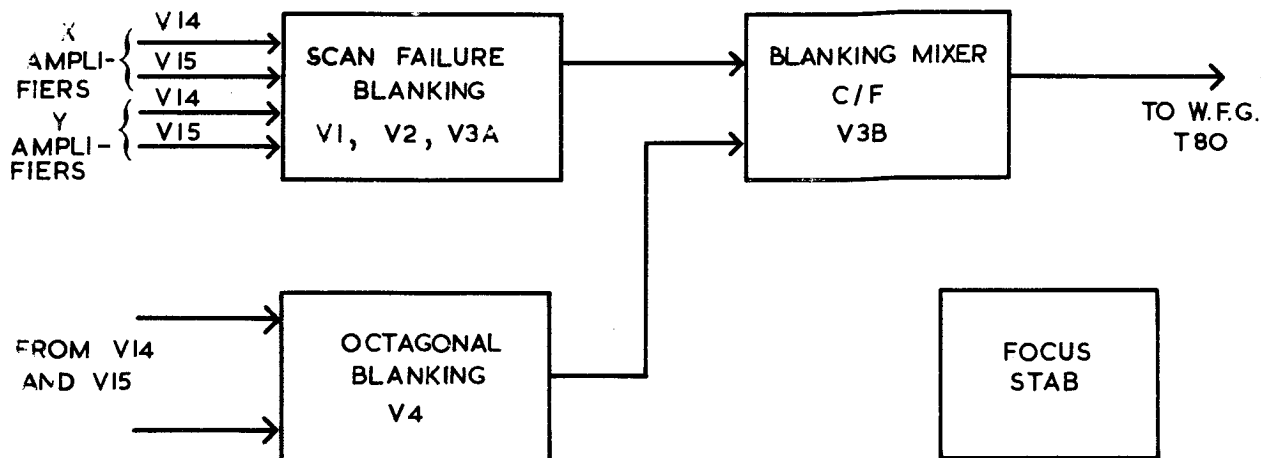 X
AMPLI-
FIERS
V14
V15
Y
AMPLI-
FIERS
V14
V15
SCAN FAILURE
BLANKING
V1, V2, V3A
BLANKING MIXER
C/F
V3B
TO W.F.G.
T80
FROM V14
AND V15
OCTAGONAL
BLANKING
V4
FOCUS
STAB